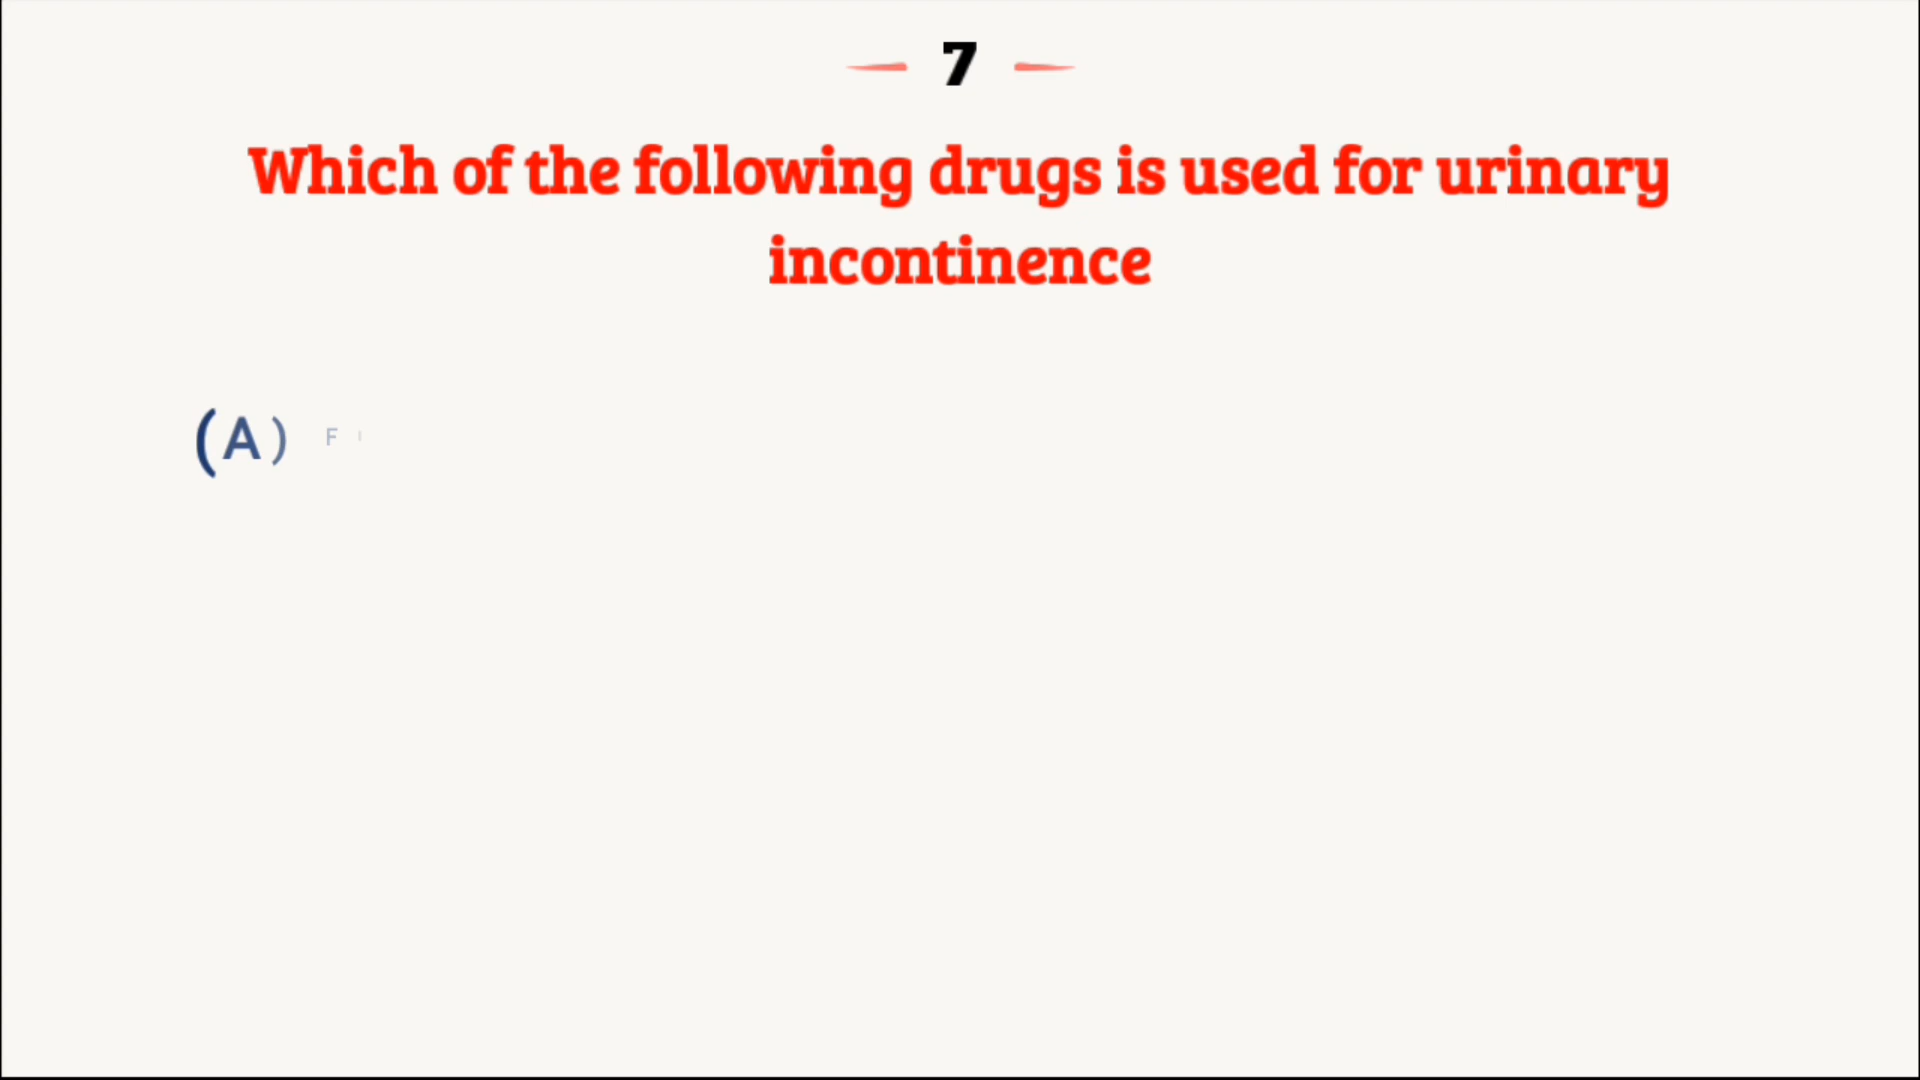 7
Which of the following drugs is used for urinary
incontinence
(A) F